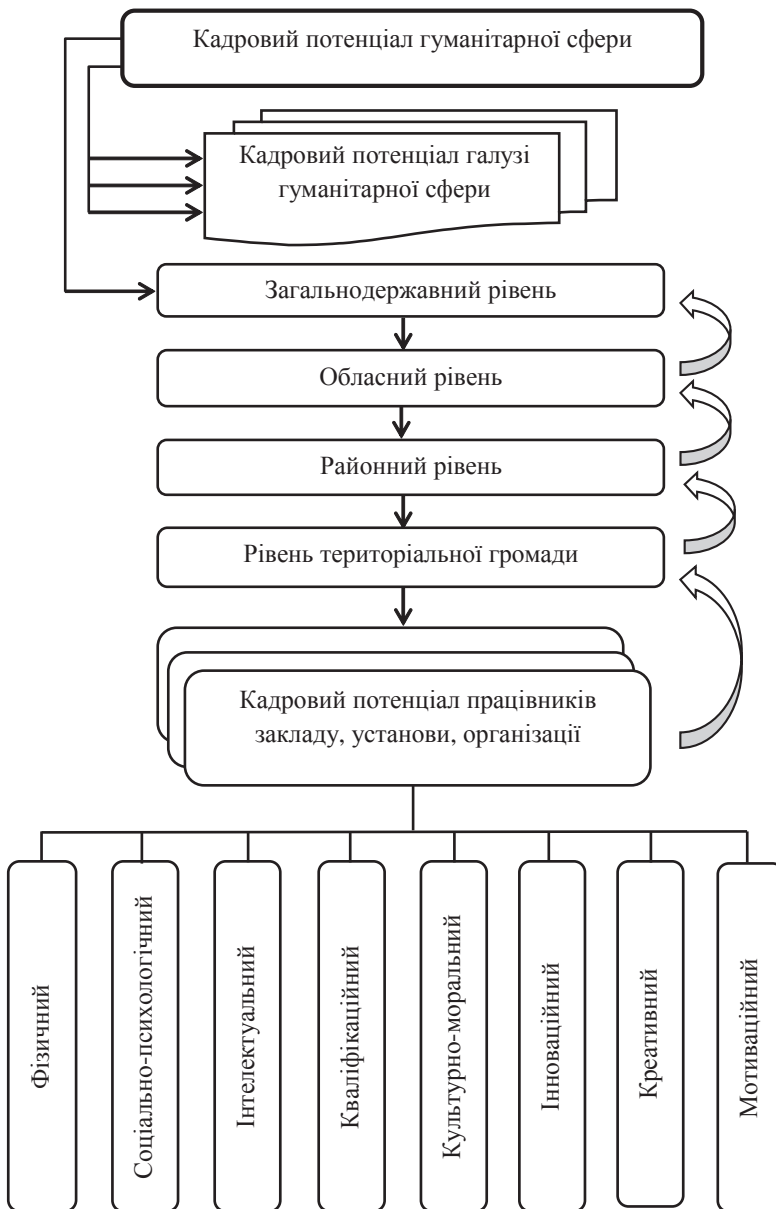 Кадровий потенціал гуманітарної сфери
Кадровий потенціал галузі
гуманітарної сфери
Загальнодержавний рівень
Обласний рівень
Районний рівень
Рівень територіальної громади
Кадровий потенціал працівників
закладу, установи, організації
Фізичний
Соціально-психологічний
Інтелектуальний
Кваліфікаційний
Культурно-моральний
Інноваційний
Креативний
Мотиваційний